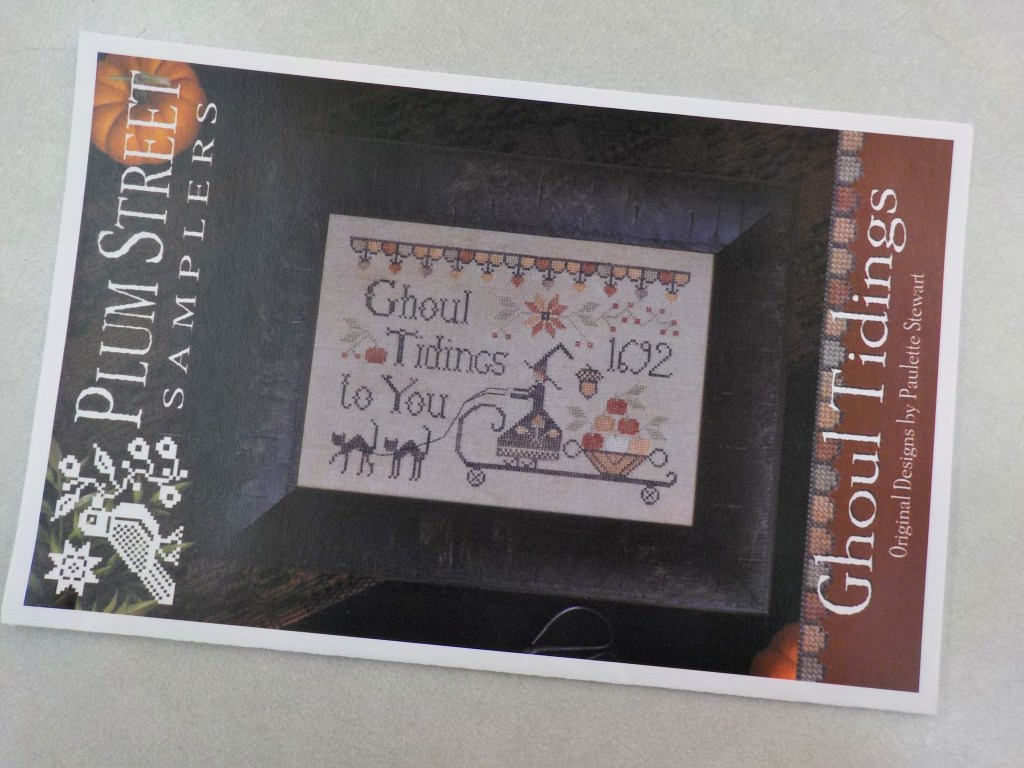 PLUM STREET
SAMPLERS
Ghoul
Tidings
to You
1692
Ghoul Tidings
Original Designs by Paulette Stewart